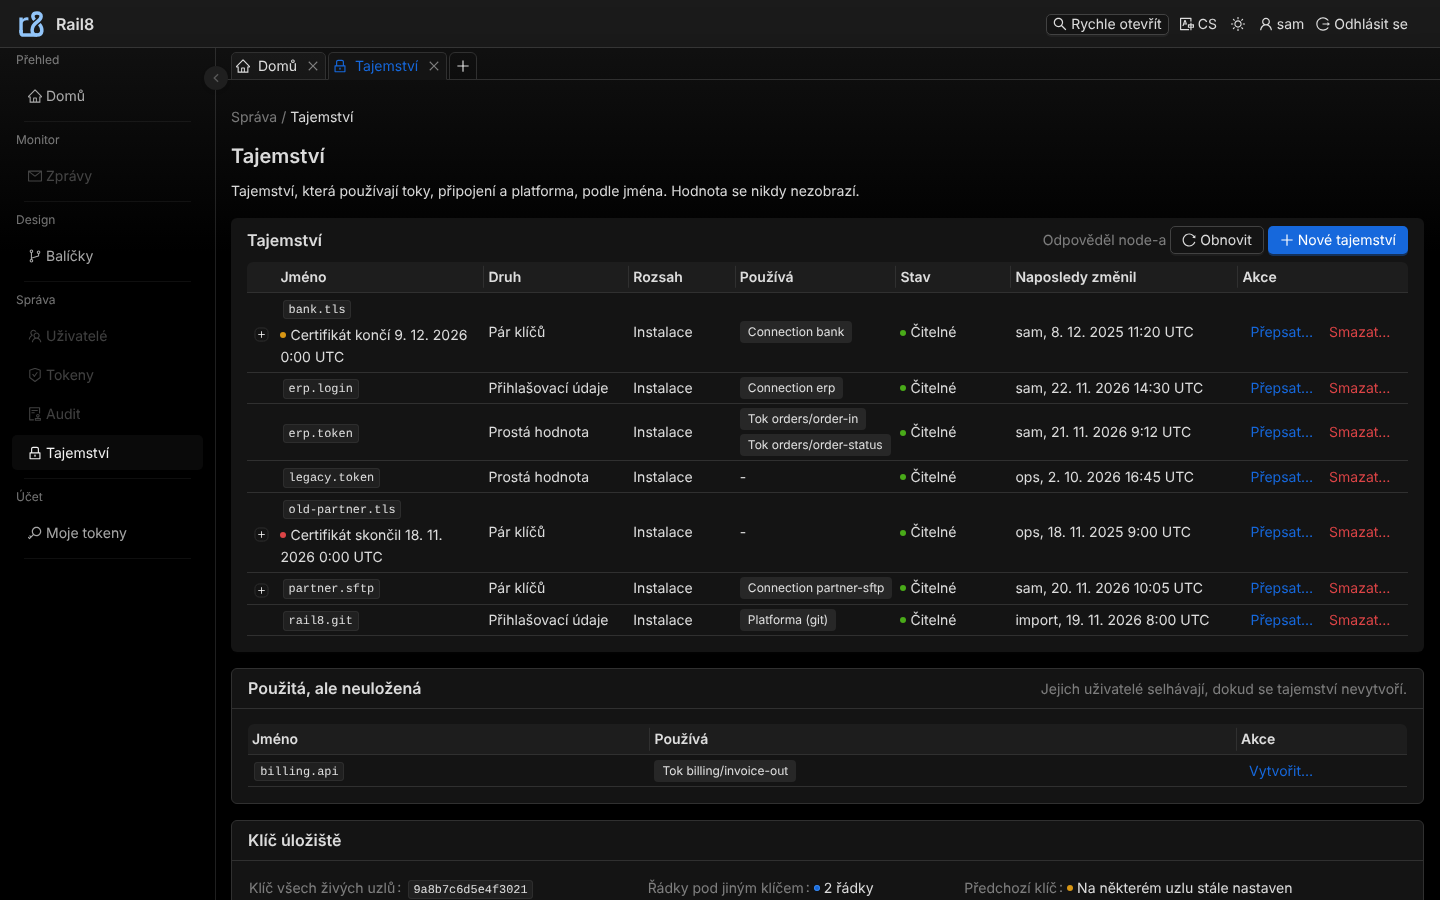 Rail8
Rychle otevřít
CS
sam
Odhlásit se
Přehled
Domů
Monitor
Zprávy
Design
Balíčky
Správa
Uživatelé
Tokeny
Audit
Tajemství
Účet
Moje tokeny
Domů
Tajemství
Správa / Tajemství
Tajemství
Tajemství, která používají toky, připojení a platforma, podle jména. Hodnota se nikdy nezobrazí.
Tajemství
Odpověděl node-a
Obnovit
Nové tajemství
Jméno Druh Rozsah Používá Stav Naposledy změnil Akce
bank.tls
Certifikát končí 9. 12. 2026
0:00 UTC
Pár klíčů Instalace Connection bank Čitelné sam, 8. 12. 2025 11:20 UTC Přepsat... Smazat...
erp.login Přihlašovací údaje Instalace Connection erp Čitelné sam, 22. 11. 2026 14:30 UTC Přepsat... Smazat...
erp.token Prostá hodnota Instalace
Tok orders/order-in
Tok orders/order-status
Čitelné sam, 21. 11. 2026 9:12 UTC Přepsat... Smazat...
legacy.token Prostá hodnota Instalace - Čitelné ops, 2. 10. 2026 16:45 UTC Přepsat... Smazat...
old-partner.tls
Certifikát skončil 18. 11.
2026 0:00 UTC
Pár klíčů Instalace - Čitelné ops, 18. 11. 2025 9:00 UTC Přepsat... Smazat...
partner.sftp Pár klíčů Instalace Connection partner-sftp Čitelné sam, 20. 11. 2026 10:05 UTC Přepsat... Smazat...
rail8.git Přihlašovací údaje Instalace Platforma (git) Čitelné import, 19. 11. 2026 8:00 UTC Přepsat... Smazat...
Použitá, ale neuložená
Jejich uživatelé selhávají, dokud se tajemství nevytvoří.
Jméno Používá Akce
billing.api Tok billing/invoice-out Vytvořit...
Klíč úložiště
Klíč všech živých uzlů: 9a8b7c6d5e4f3021
Řádky pod jiným klíčem: 2 řádky
Předchozí klíč: Na některém uzlu stále nastaven